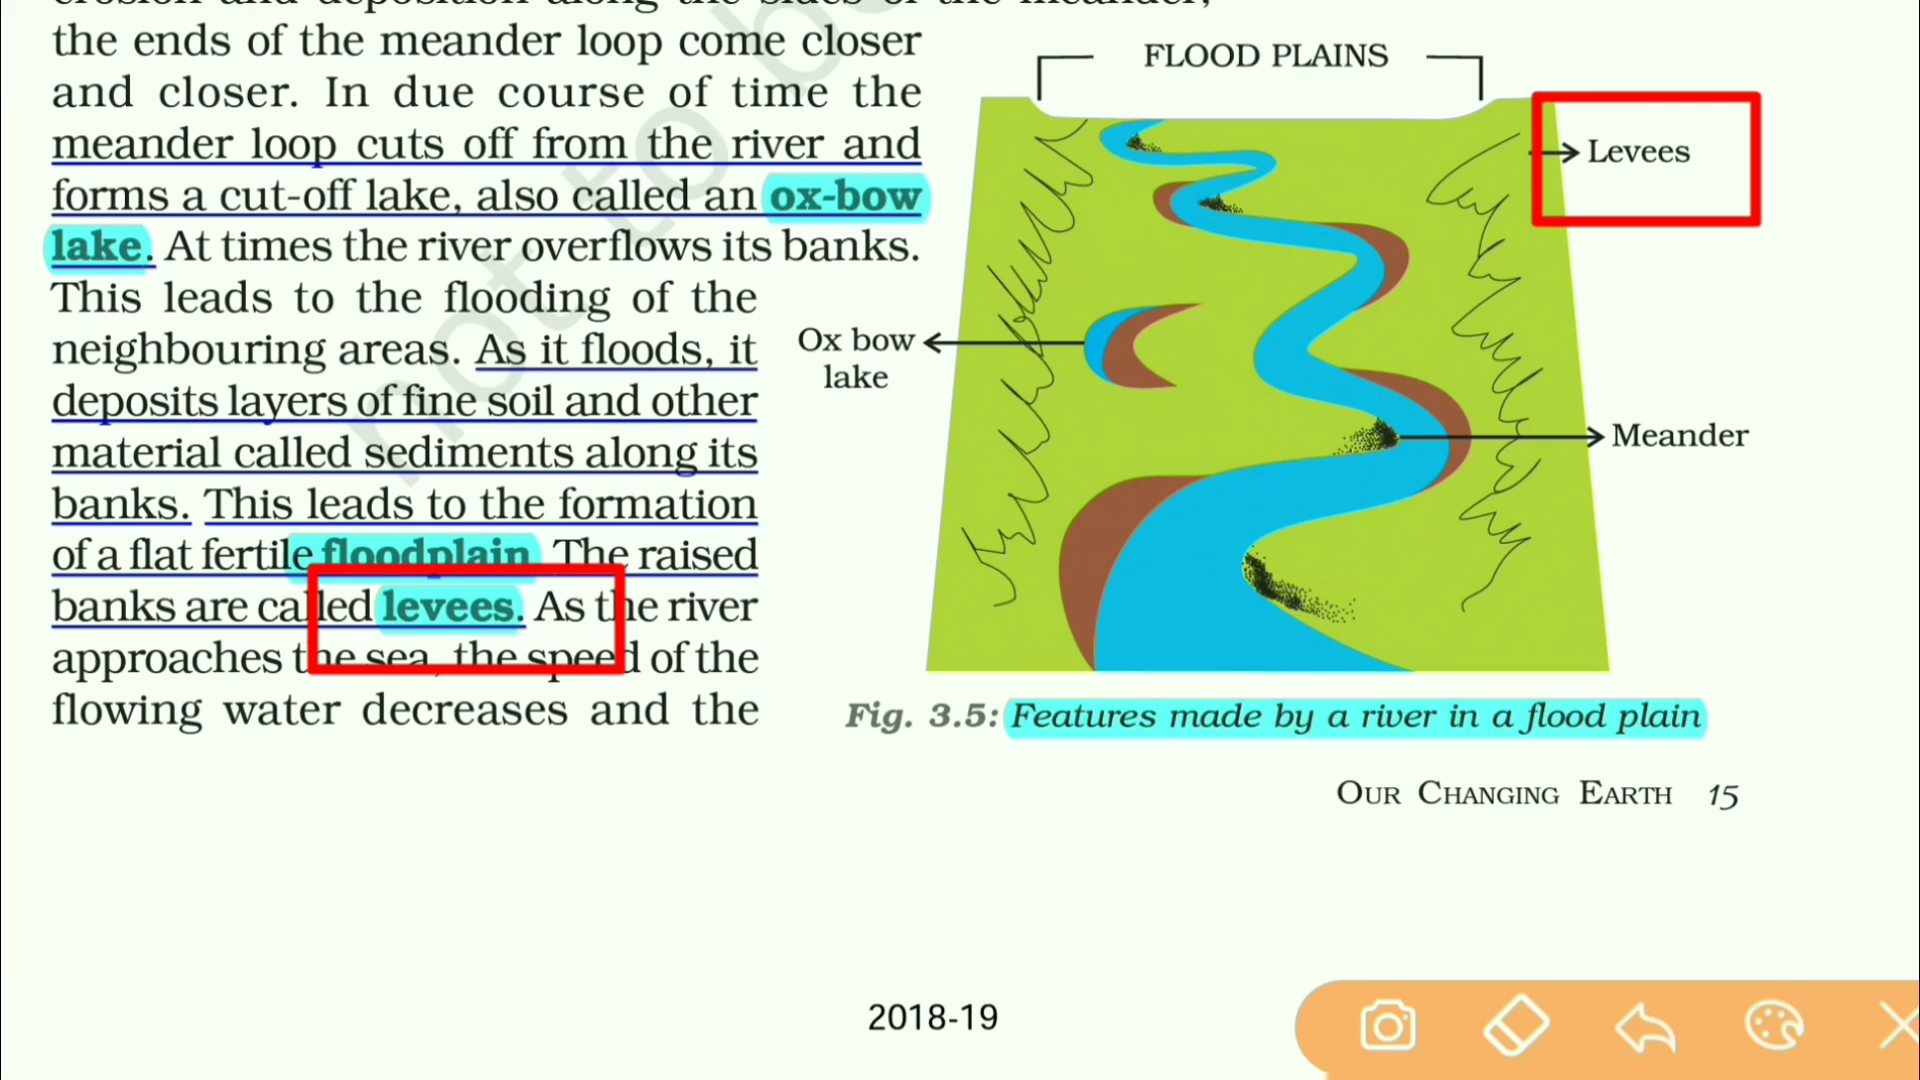 the ends of the meander loop come closer
and closer. In due course of time the
meander loop cuts off from the river and
forms a cut-off lake, also called an ox-bow
lake. At times the river overflows its banks.
This leads to the flooding of the
neighbouring areas. As it floods, it
deposits layers of fine soil and other
material called sediments along its
banks. This leads to the formation
of a flat fertile floodplain. The raised
banks are called levees. As the river
approaches the sea, the speed of the
flowing water decreases and the
FLOOD PLAINS
Levees
Ox bow
lake
Meander
Fig. 3.5: Features made by a river in a flood plain
OUR CHANGING EARTH 15
2018-19
not to be